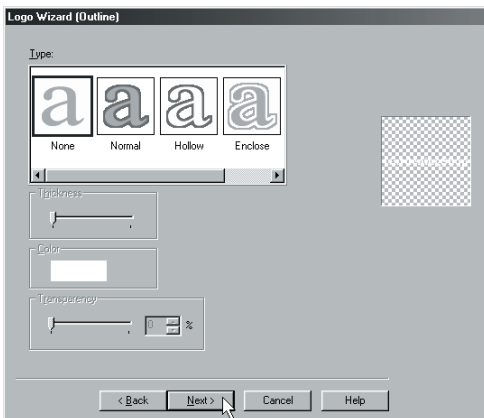 Logo Wizard (Outline)
Type:
a a a a
None Normal Hollow Enclose
Thickness
Color
Transparency
0 %
< Back Next > Cancel Help